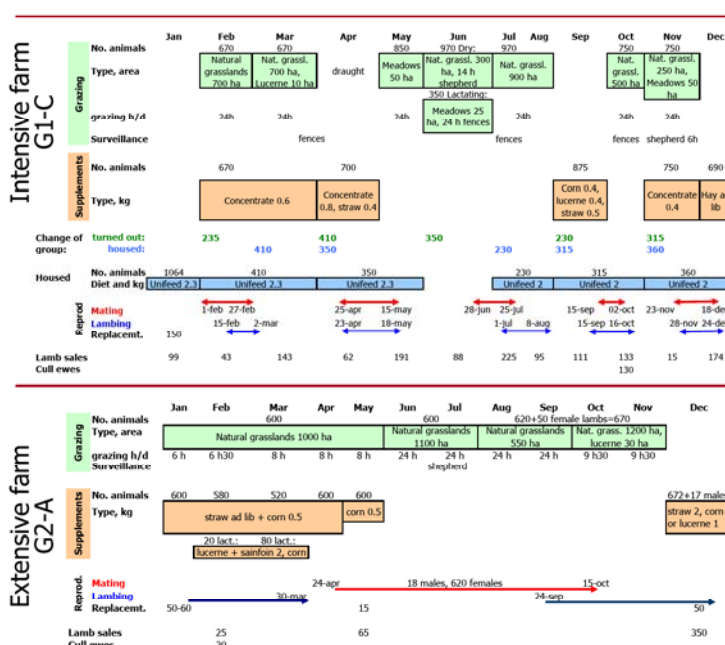 Intensive farm
G1-C
Jan Feb Mar Apr May Jun Jul Aug Sep Oct Nov Dec
Grazing
No. animals 670 670 850 970 Dry: 970 750 750
Type, area
Natural grasslands 700 ha
Nat. grassl. 700 ha, Lucerne 10 ha
draught
Meadows 50 ha
Nat. grassl. 300 ha, 14 h shepherd
Nat. grassl. 900 ha
Nat. grassl. 500 ha
Nat. grassl. 250 ha, Meadows 50 ha
350 Lactating:
Meadows 25 ha, 24 h fences
grazing h/d 24h 24h 24h 24h 24h 24h
Surveillance fences fences fences shepherd 6h
Supplements
No. animals 670 700 875 750 690
Type, kg
Concentrate 0.6
Concentrate 0.8, straw 0.4
Corn 0.4, lucerne 0.4, straw 0.5
Concentrate 0.4
Hay a lib
Change of group:
turned out: 235 410 350 230 315
housed: 410 350 230 315 360
Housed
No. animals 1064 410 350 230 315 360
Diet and kg Unifeed 2.3 Unifeed 2.3 Unifeed 2.3 Unifeed 2 Unifeed 2 Unifeed 2
Reprod
Mating 1-feb 27-feb 25-apr 15-may 28-jun 25-jul 15-sep 02-oct 23-nov 18-de
Lambing 15-feb 2-mar 23-apr 18-may 1-jul 8-aug 15-sep 16-oct 28-nov 24-de
Replacemt. 150
Lamb sales 99 43 143 62 191 88 225 95 111 133 15 174
Cull ewes 130
Extensive farm
G2-A
Jan Feb Mar Apr May Jun Jul Aug Sep Oct Nov Dec
Grazing
No. animals 600 600 620+50 female lambs=670
Type, area
Natural grasslands 1000 ha
Natural grasslands 1100 ha
Natural grasslands 550 ha
Nat. grass. 1200 ha, lucerne 30 ha
grazing h/d 6 h 6 h30 8 h 8 h 8 h 24 h 24 h 24 h 24 h 9 h30 9 h30
Surveillance shepherd
Supplements
No. animals 600 580 520 600 600 672+17 males
Type, kg
straw ad lib + corn 0.5
corn 0.5
straw 2, corn or lucerne 1
20 lact.: 80 lact.:
lucerne + sainfoin 2, corn
Reprod.
Mating 24-apr 18 males, 620 females 15-oct
Lambing 30-mar 24-sep
Replacemt. 50-60 15 50
Lamb sales 25 65 350
Cull ewes